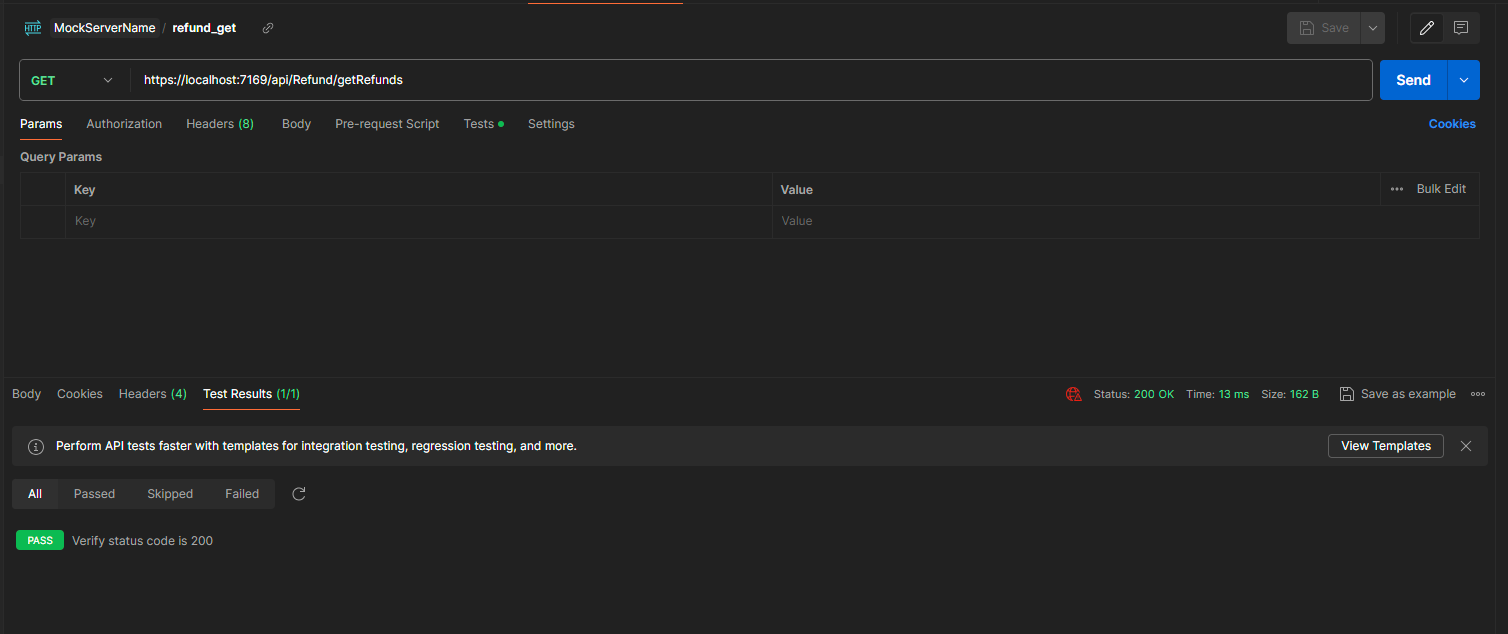 HTTP MockServerName / refund_get Save
GET https://localhost:7169/api/Refund/getRefunds Send
Params Authorization Headers (8) Body Pre-request Script Tests Settings Cookies
Query Params
Key Value Bulk Edit
Key Value
Body Cookies Headers (4) Test Results (1/1) Status: 200 OK Time: 13 ms Size: 162 B Save as example
Perform API tests faster with templates for integration testing, regression testing, and more. View Templates
All Passed Skipped Failed
PASS Verify status code is 200